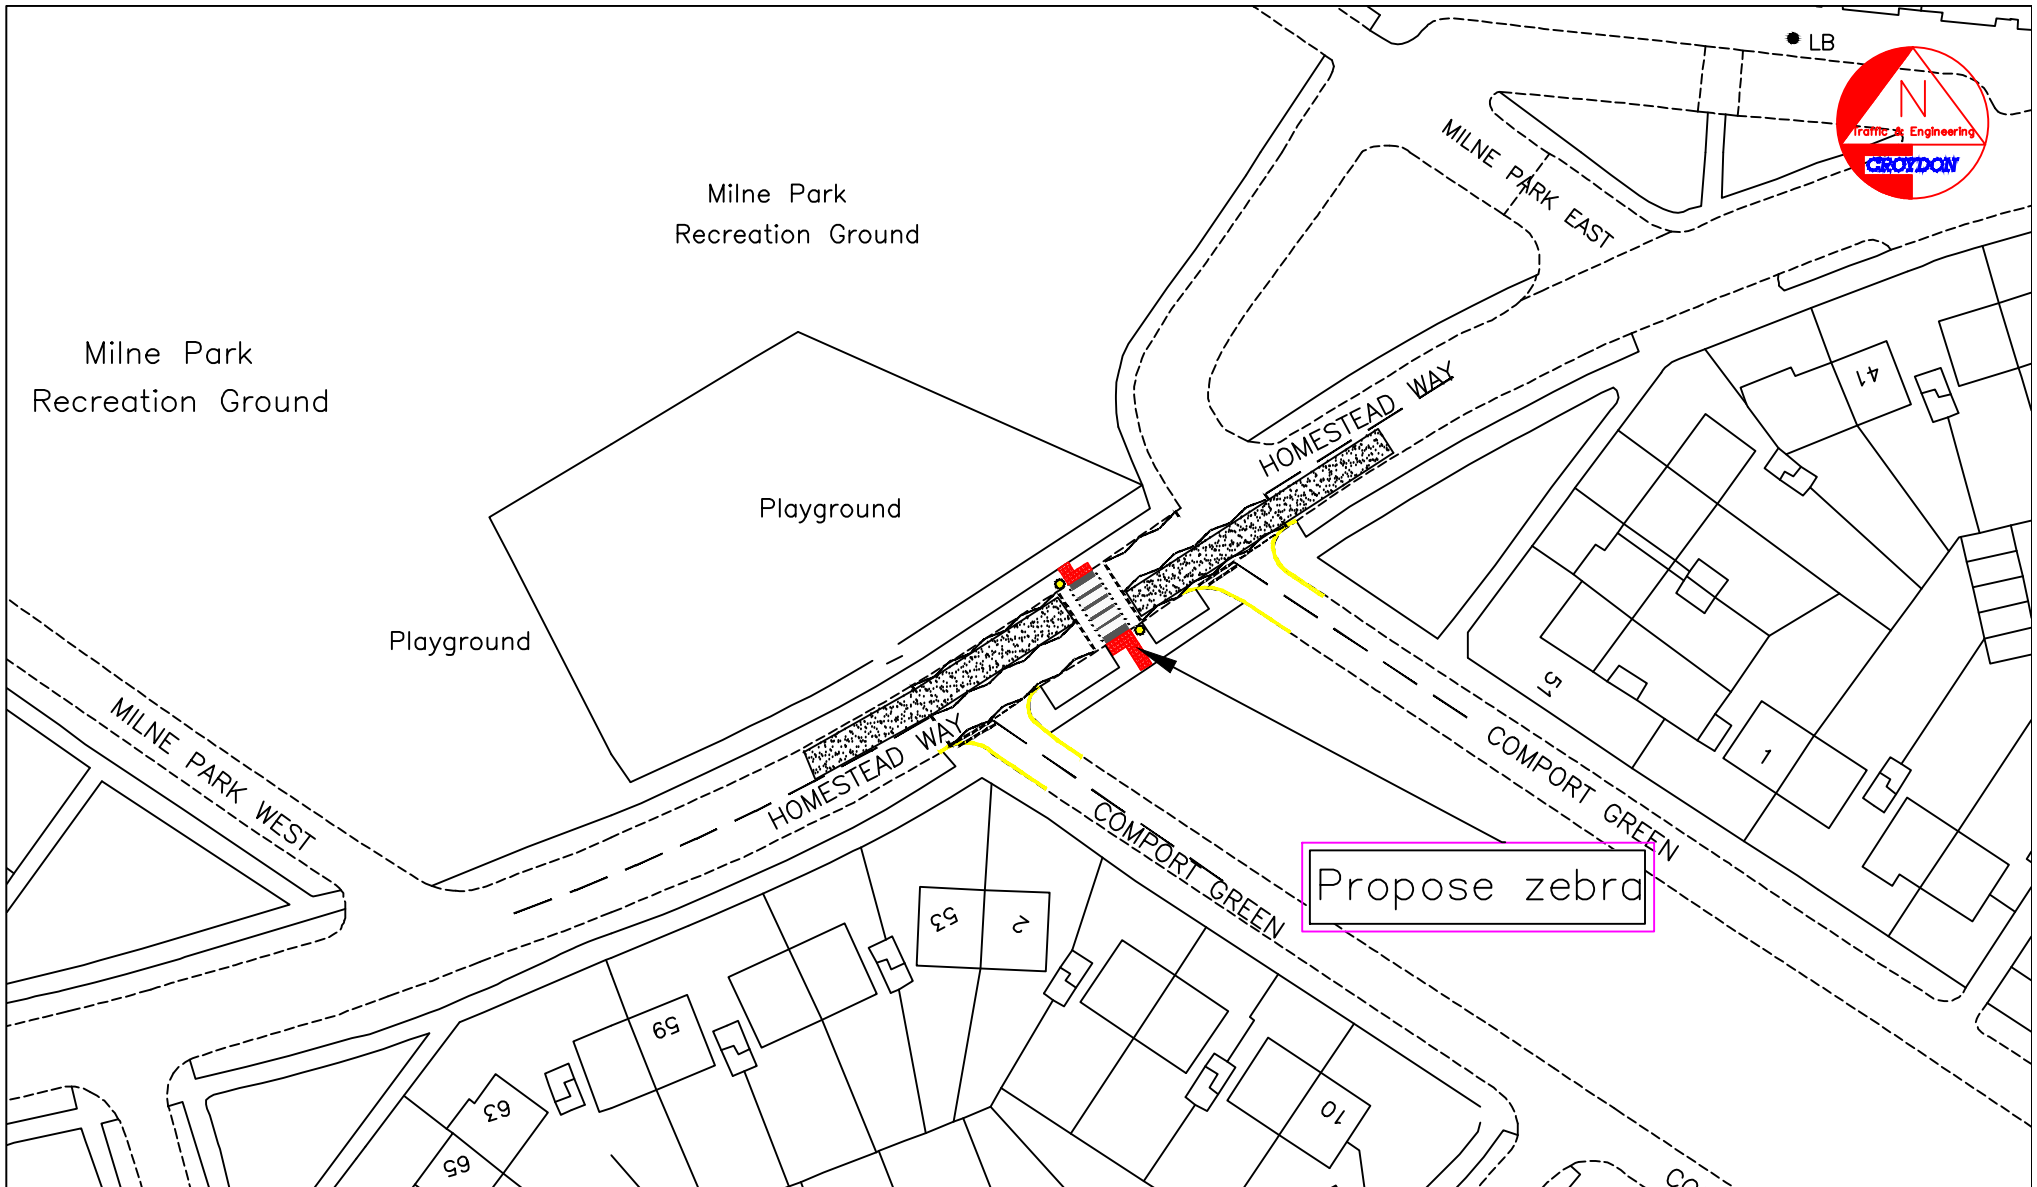 LB
N
Traffic & Engineering
CROYDON
MILNE PARK EAST
Milne Park
Recreation Ground
Milne Park
Recreation Ground
41
HOMESTEAD WAY
Playground
Playground
51
1
MILNE PARK WEST
HOMESTEAD WAY
COMPORT GREEN
COMPORT GREEN
Propose zebra
53
2
59
63
65
10
CO